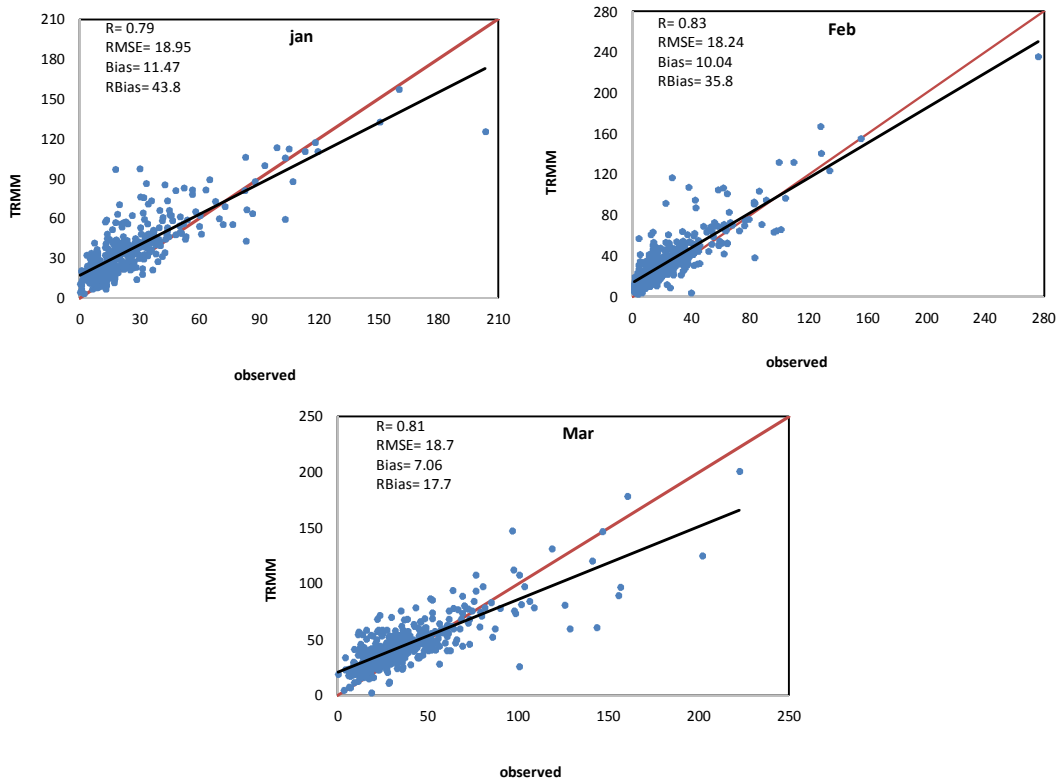 jan
R= 0.79
RMSE= 18.95
Bias= 11.47
RBias= 43.8
TRMM
210
180
150
120
90
60
30
0
0 30 60 90 120 150 180 210
observed
Feb
R= 0.83
RMSE= 18.24
Bias= 10.04
RBias= 35.8
TRMM
280
240
200
160
120
80
40
0
0 40 80 120 160 200 240 280
observed
Mar
R= 0.81
RMSE= 18.7
Bias= 7.06
RBias= 17.7
TRMM
250
200
150
100
50
0
0 50 100 150 200 250
observed